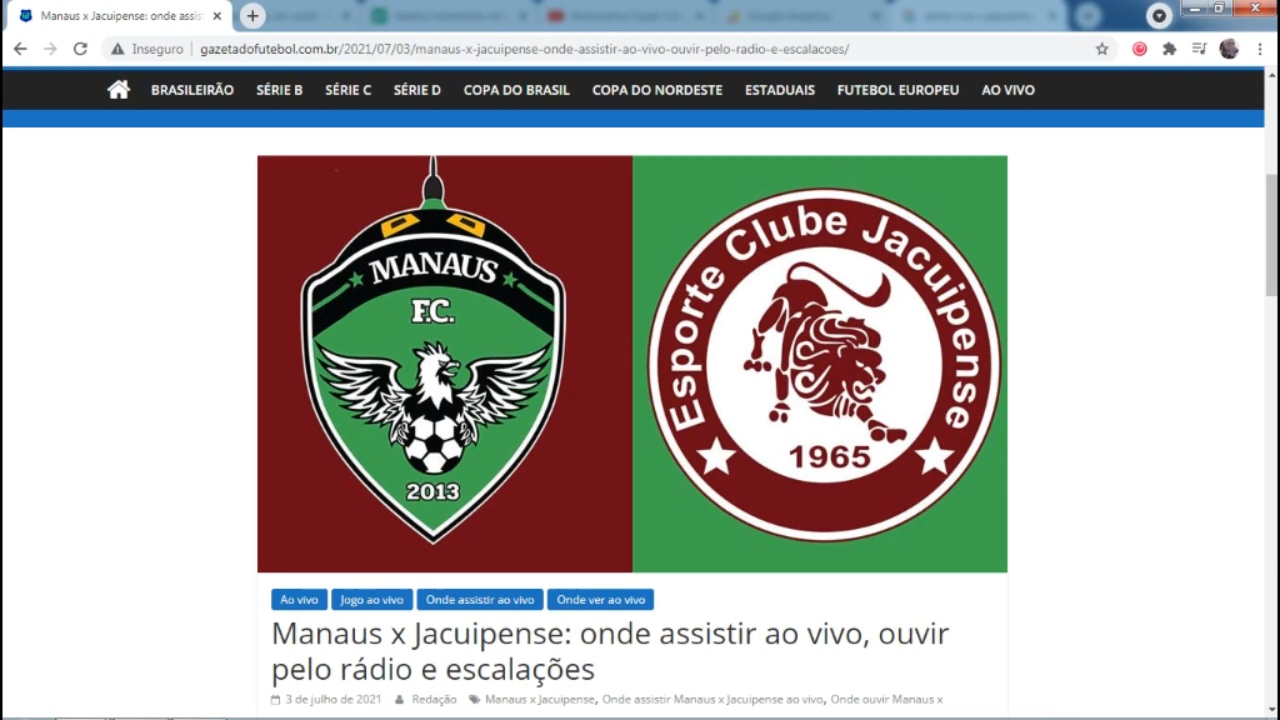 Manaus x Jacuipense: onde assis
Inseguro
gazetadofutebol.com.br/2021/07/03/manaus-x-jacuipense-onde-assistir-ao-vivo-ouvir-pelo-radio-e-escalacoes/
BRASILEIRÃO SÉRIE B SÉRIE C SÉRIE D COPA DO BRASIL COPA DO NORDESTE ESTADUAIS FUTEBOL EUROPEU AO VIVO
MANAUS
F.C.
2013
Esporte Clube Jacuipense
1965
Ao vivo Jogo ao vivo Onde assistir ao vivo Onde ver ao vivo
Manaus x Jacuipense: onde assistir ao vivo, ouvir
pelo rádio e escalações
3 de julho de 2021 Redação Manaus x Jacuipense, Onde assistir Manaus x Jacuipense ao vivo, Onde ouvir Manaus x